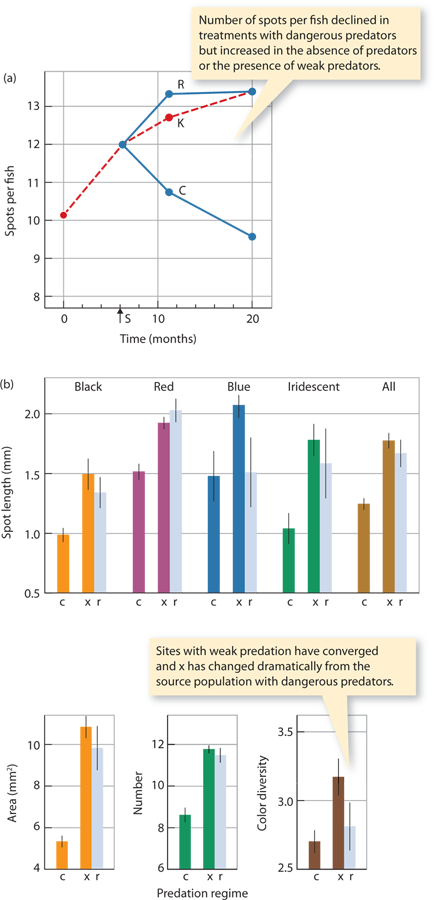 Number of spots per fish declined in
treatments with dangerous predators
but increased in the absence of predators
or the presence of weak predators.
(a)
13
12
11
10
9
8
Spots per fish
R
K
C
0
S
10
20
Time (months)
(b)
Black
Red
Blue
Iridescent
All
2.0
1.5
1.0
0.5
Spot length (mm)
c x r
c x r
c x r
c x r
c x r
Sites with weak predation have converged
and x has changed dramatically from the
source population with dangerous predators.
10
8
6
4
Area (mm²)
c x r
12
10
8
6
Number
c x r
3.5
3.0
2.5
Color diversity
c x r
Predation regime